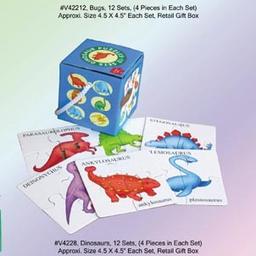 #V42212, Bugs, 12 Sets, (4 Pieces in Each Set)
Approxi. Size 4.5 X 4.5" Each Set, Retail Gift Box
STEGOSAURUS
PARASAUROLOPHUS
ANKYLOSAURUS
DEINONYCHUS
ankylosaurus
plesiosaurus
#V4228, Dinosaurs, 12 Sets, (4 Pieces in Each Set)
Approxi. Size 4.5 X 4.5" Each Set, Retail Gift Box